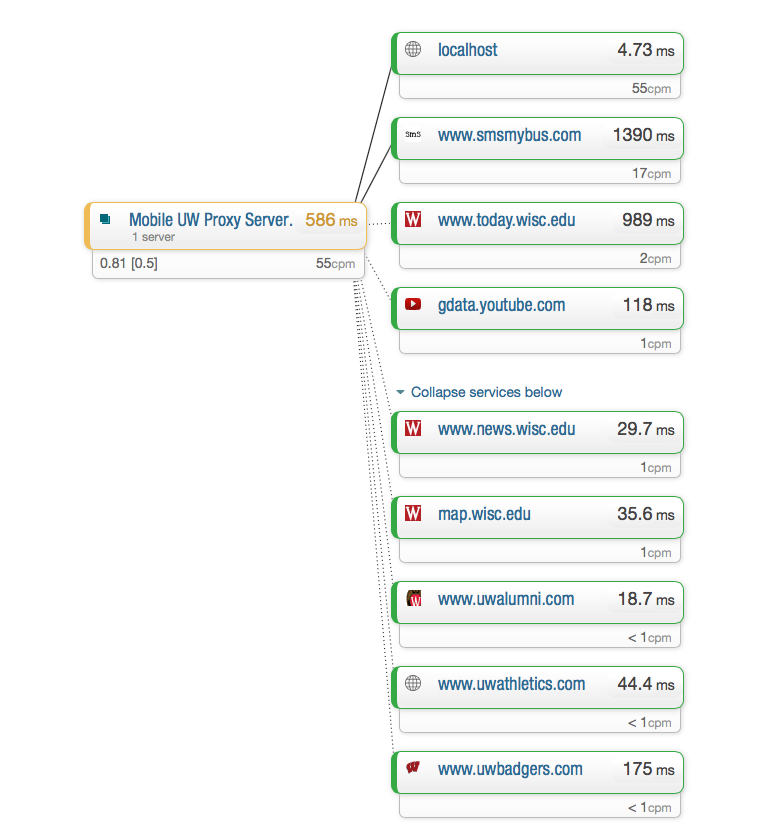 localhost 4.73 ms
55cpm
sms www.smsmybus.com 1390 ms
17cpm
Mobile UW Proxy Server. 586 ms
1 server
0.81 [0.5] 55cpm
W www.today.wisc.edu 989 ms
2cpm
gdata.youtube.com 118 ms
1cpm
Collapse services below
W www.news.wisc.edu 29.7 ms
1cpm
W map.wisc.edu 35.6 ms
1cpm
W www.uwalumni.com 18.7 ms
< 1cpm
www.uwathletics.com 44.4 ms
< 1cpm
W www.uwbadgers.com 175 ms
< 1cpm